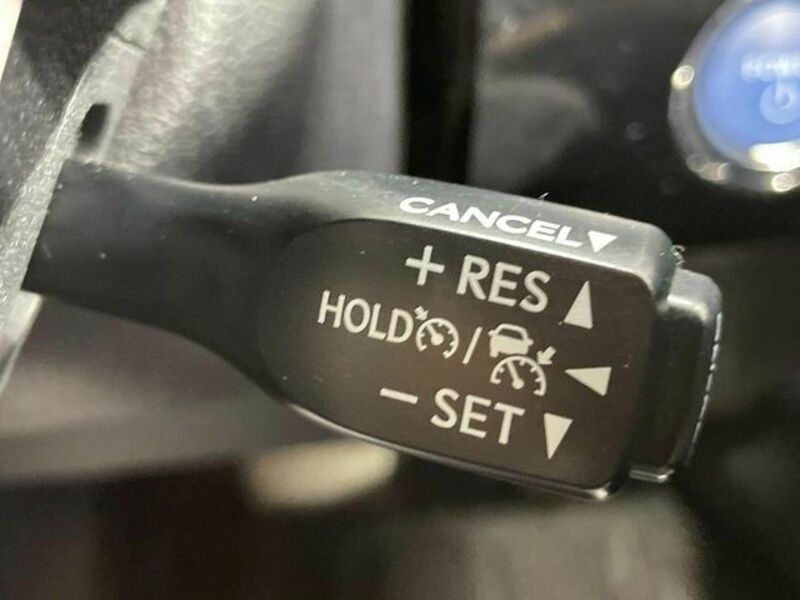 CANCEL▼
+ RES ▲
HOLD / ◀
− SET ▼